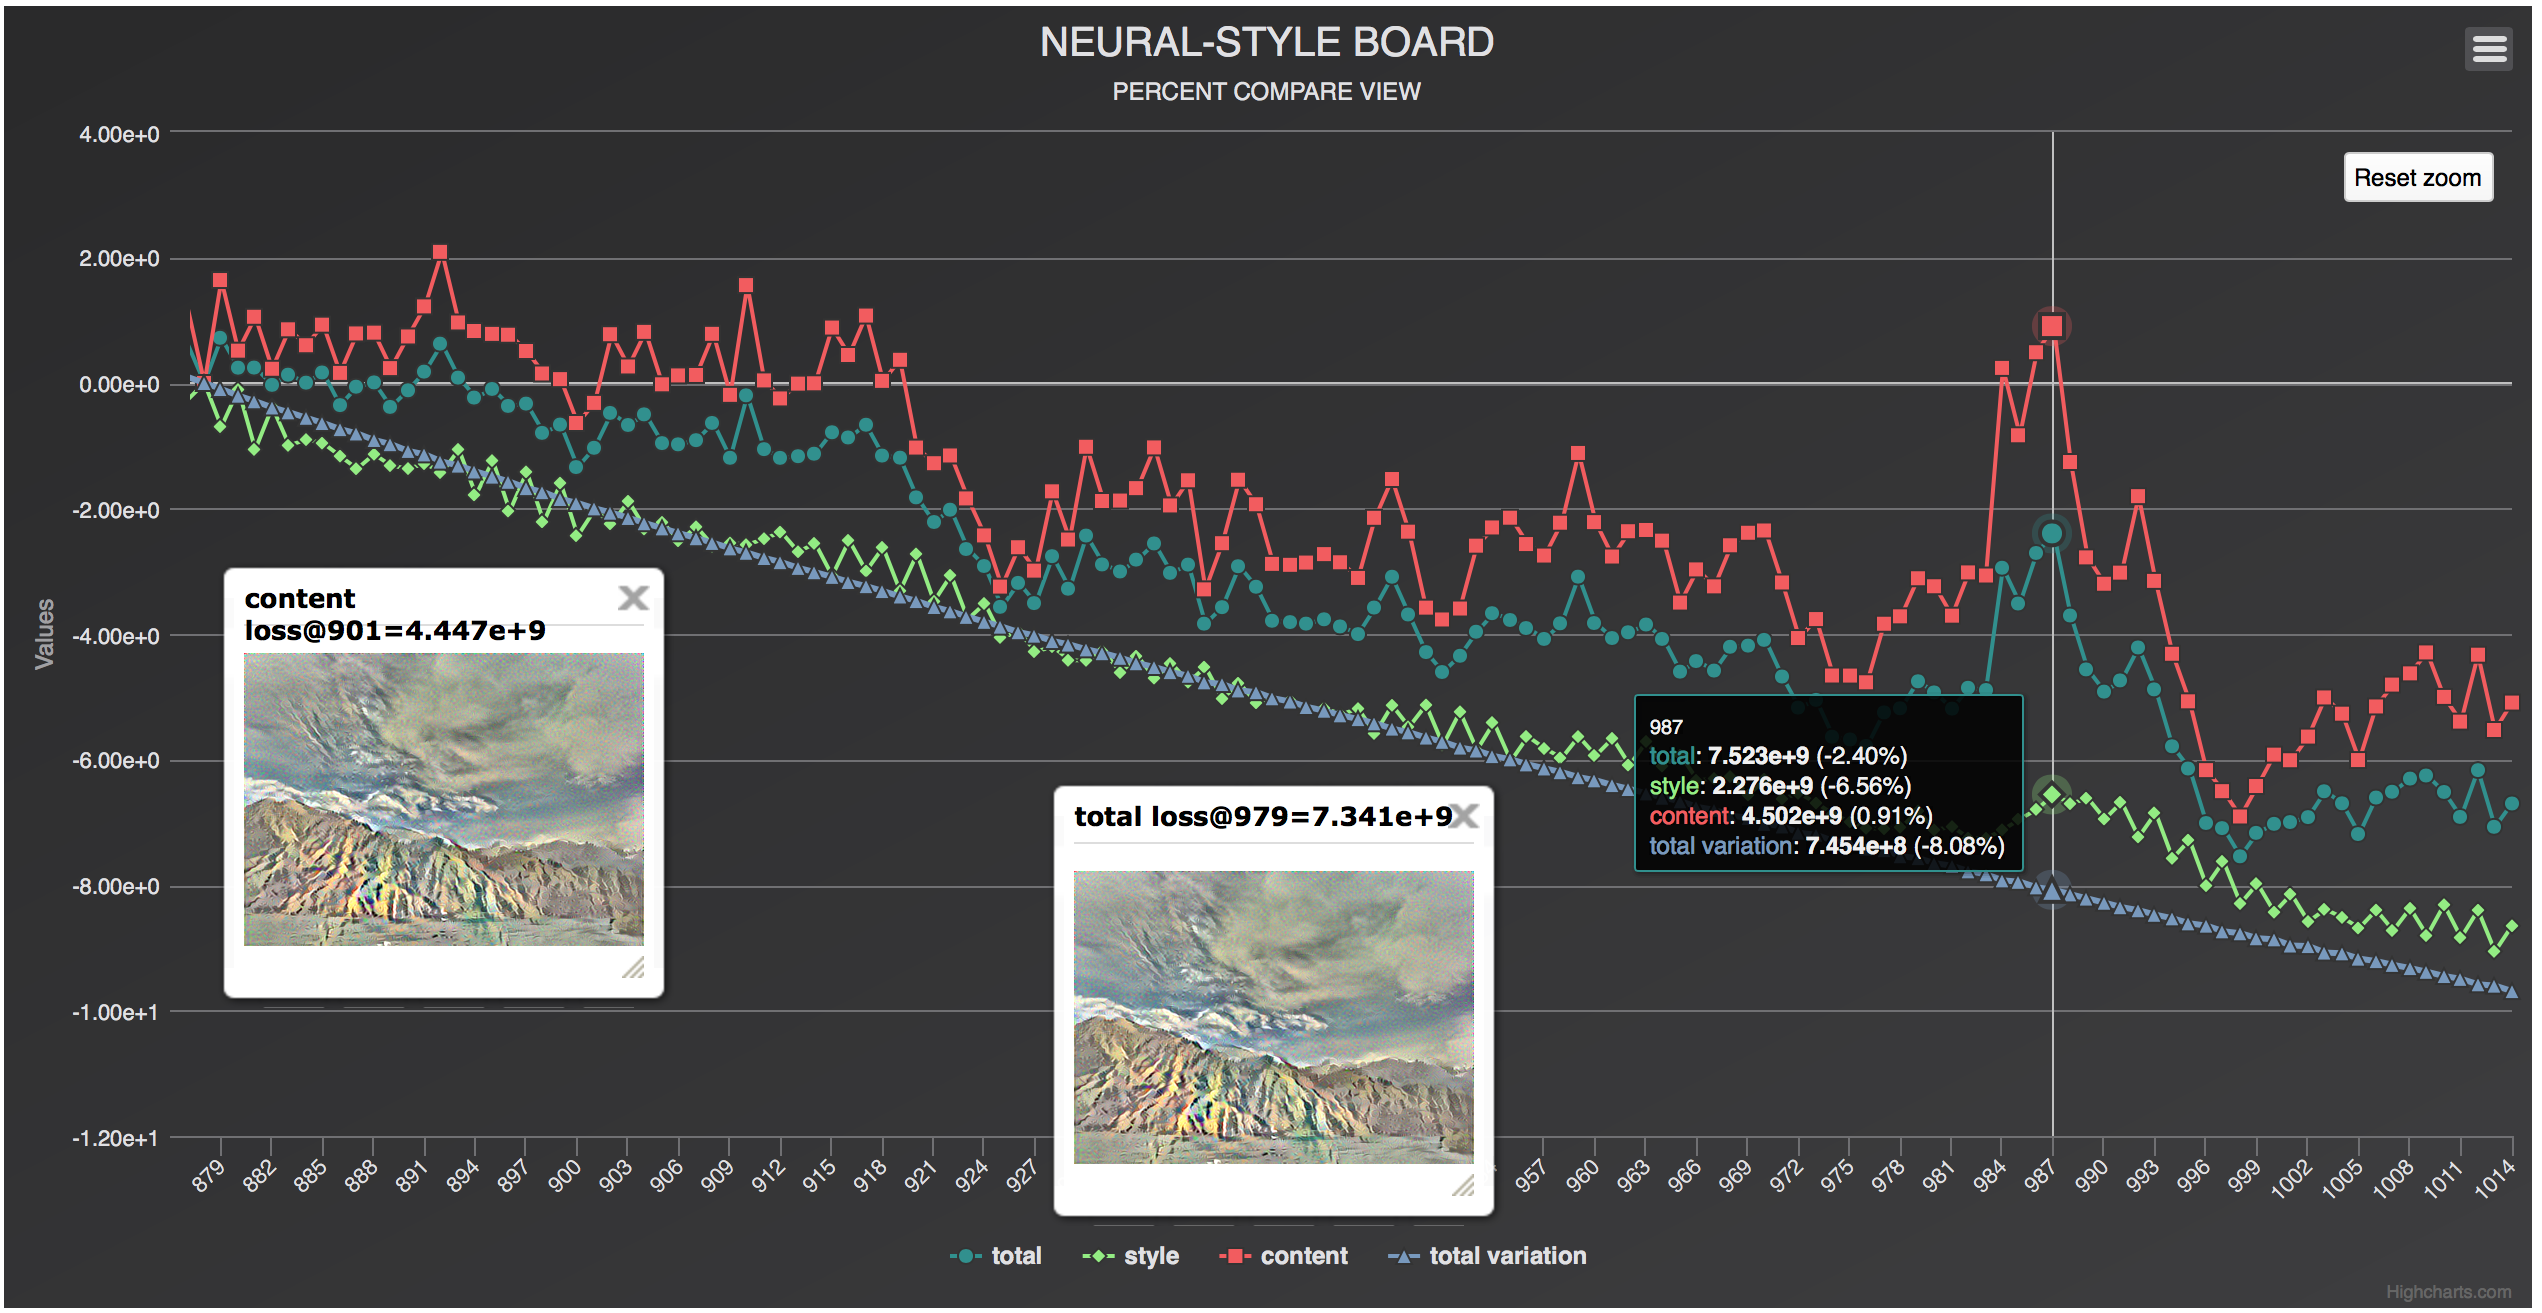 NEURAL-STYLE BOARD
PERCENT COMPARE VIEW
4.00e+0
Reset zoom
2.00e+0
0.00e+0
-2.00e+0
-4.00e+0
-6.00e+0
-8.00e+0
-1.00e+1
-1.20e+1
Values
content
loss@901=4.447e+9
total loss@979=7.341e+9
987
total: 7.523e+9 (-2.40%)
style: 2.276e+9 (-6.56%)
content: 4.502e+9 (0.91%)
total variation: 7.454e+8 (-8.08%)
879 882 885 888 891 894 897 900 903 906 909 912 915 918 921 924 927 957 960 963 966 969 972 975 978 981 984 987 990 993 996 999 1002 1005 1008 1011 1014
total style content total variation
Highcharts.com